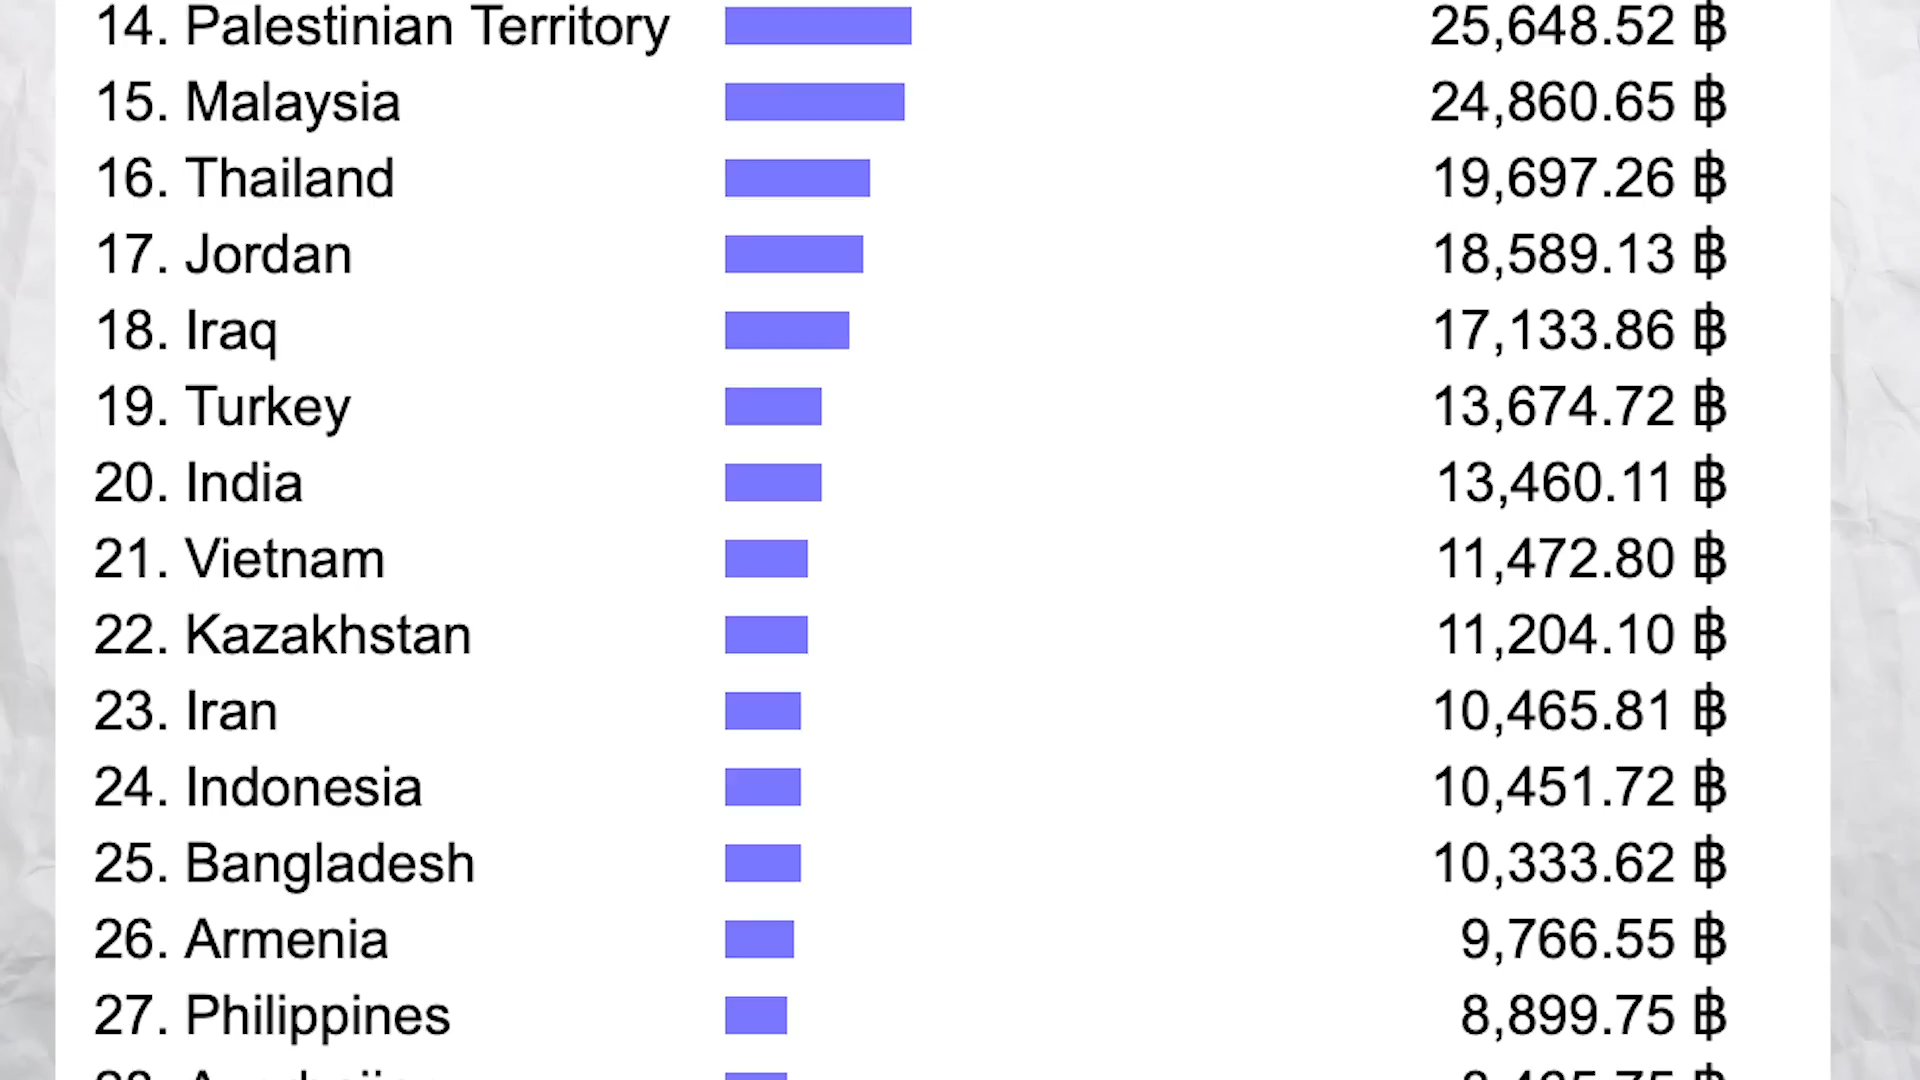 14. Palestinian Territory 25,648.52 ฿
15. Malaysia 24,860.65 ฿
16. Thailand 19,697.26 ฿
17. Jordan 18,589.13 ฿
18. Iraq 17,133.86 ฿
19. Turkey 13,674.72 ฿
20. India 13,460.11 ฿
21. Vietnam 11,472.80 ฿
22. Kazakhstan 11,204.10 ฿
23. Iran 10,465.81 ฿
24. Indonesia 10,451.72 ฿
25. Bangladesh 10,333.62 ฿
26. Armenia 9,766.55 ฿
27. Philippines 8,899.75 ฿